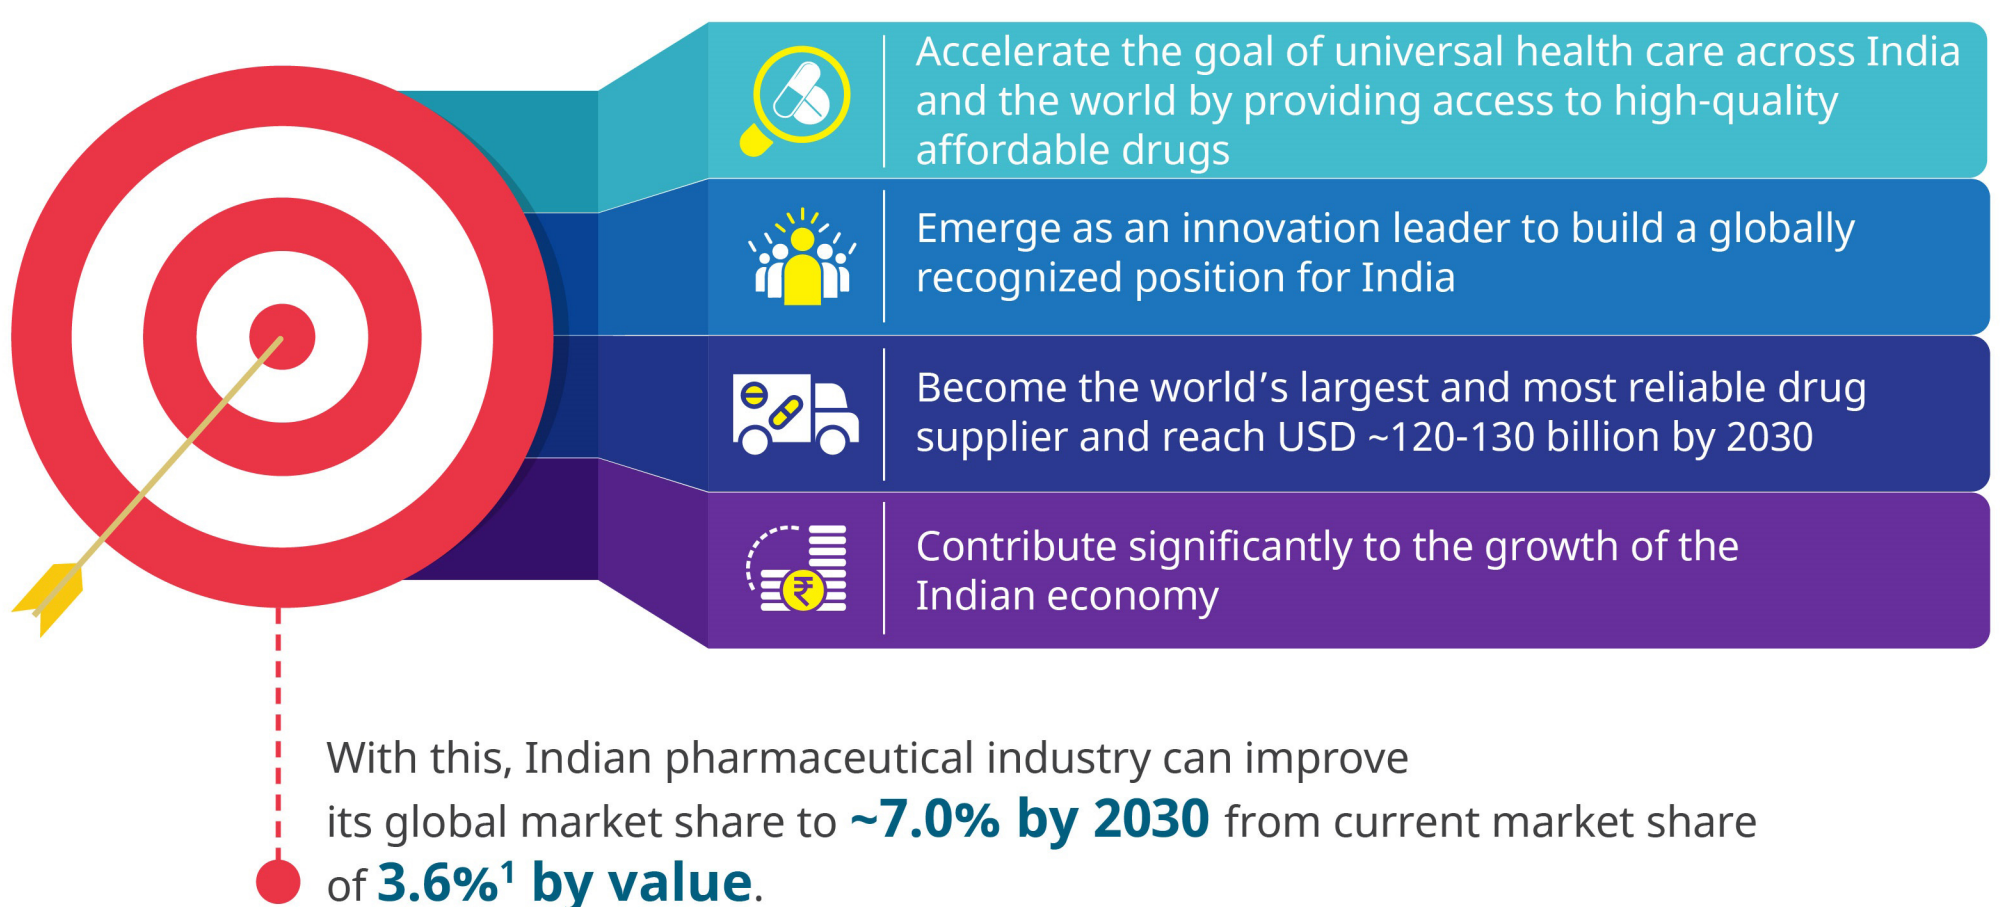 Accelerate the goal of universal health care across India
and the world by providing access to high-quality
affordable drugs
Emerge as an innovation leader to build a globally
recognized position for India
Become the world’s largest and most reliable drug
supplier and reach USD ~120-130 billion by 2030
₹
Contribute significantly to the growth of the
Indian economy
With this, Indian pharmaceutical industry can improve
its global market share to ~7.0% by 2030 from current market share
of 3.6%¹ by value.